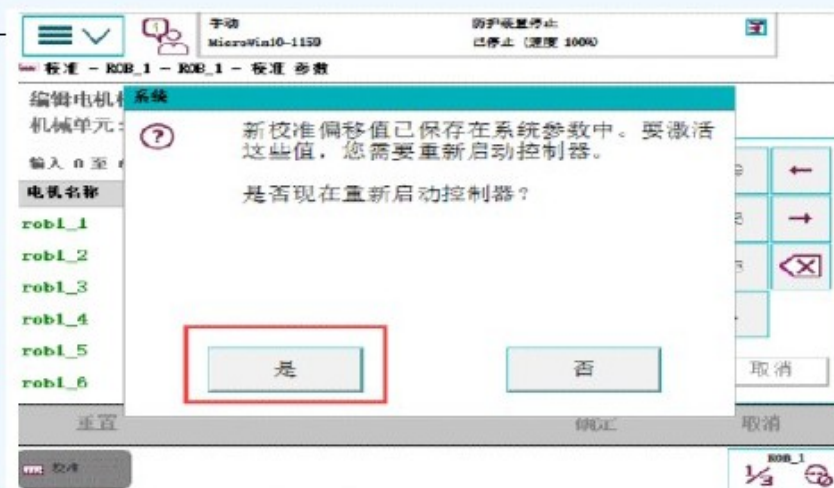 手动
MicroWin10-1159
防护装置停止
已停止 (速度 100%)
校准 - ROB_1 - ROB_1 - 校准 参数
编辑电机
机械单元:
输入 0 至
电机名称
rob1_1
rob1_2
rob1_3
rob1_4
rob1_5
rob1_6
系统
新校准偏移值已保存在系统参数中。要激活
这些值，您需要重新启动控制器。
是否现在重新启动控制器?
是
否
取消
重置
确定
取消
校准
ROB_1
1/3